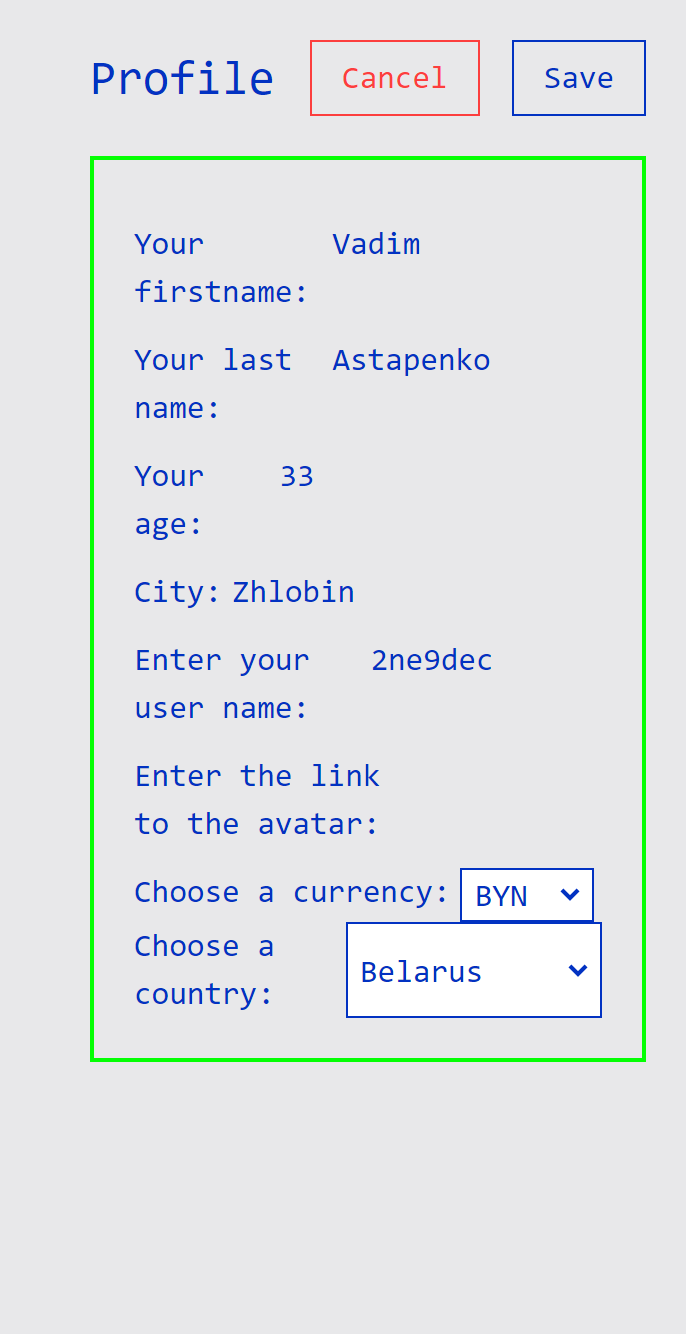 Profile Cancel Save
Your Vadim
firstname:
Your last Astapenko
name:
Your 33
age:
City: Zhlobin
Enter your 2ne9dec
user name:
Enter the link
to the avatar:
Choose a currency: BYN
Choose a
country: Belarus